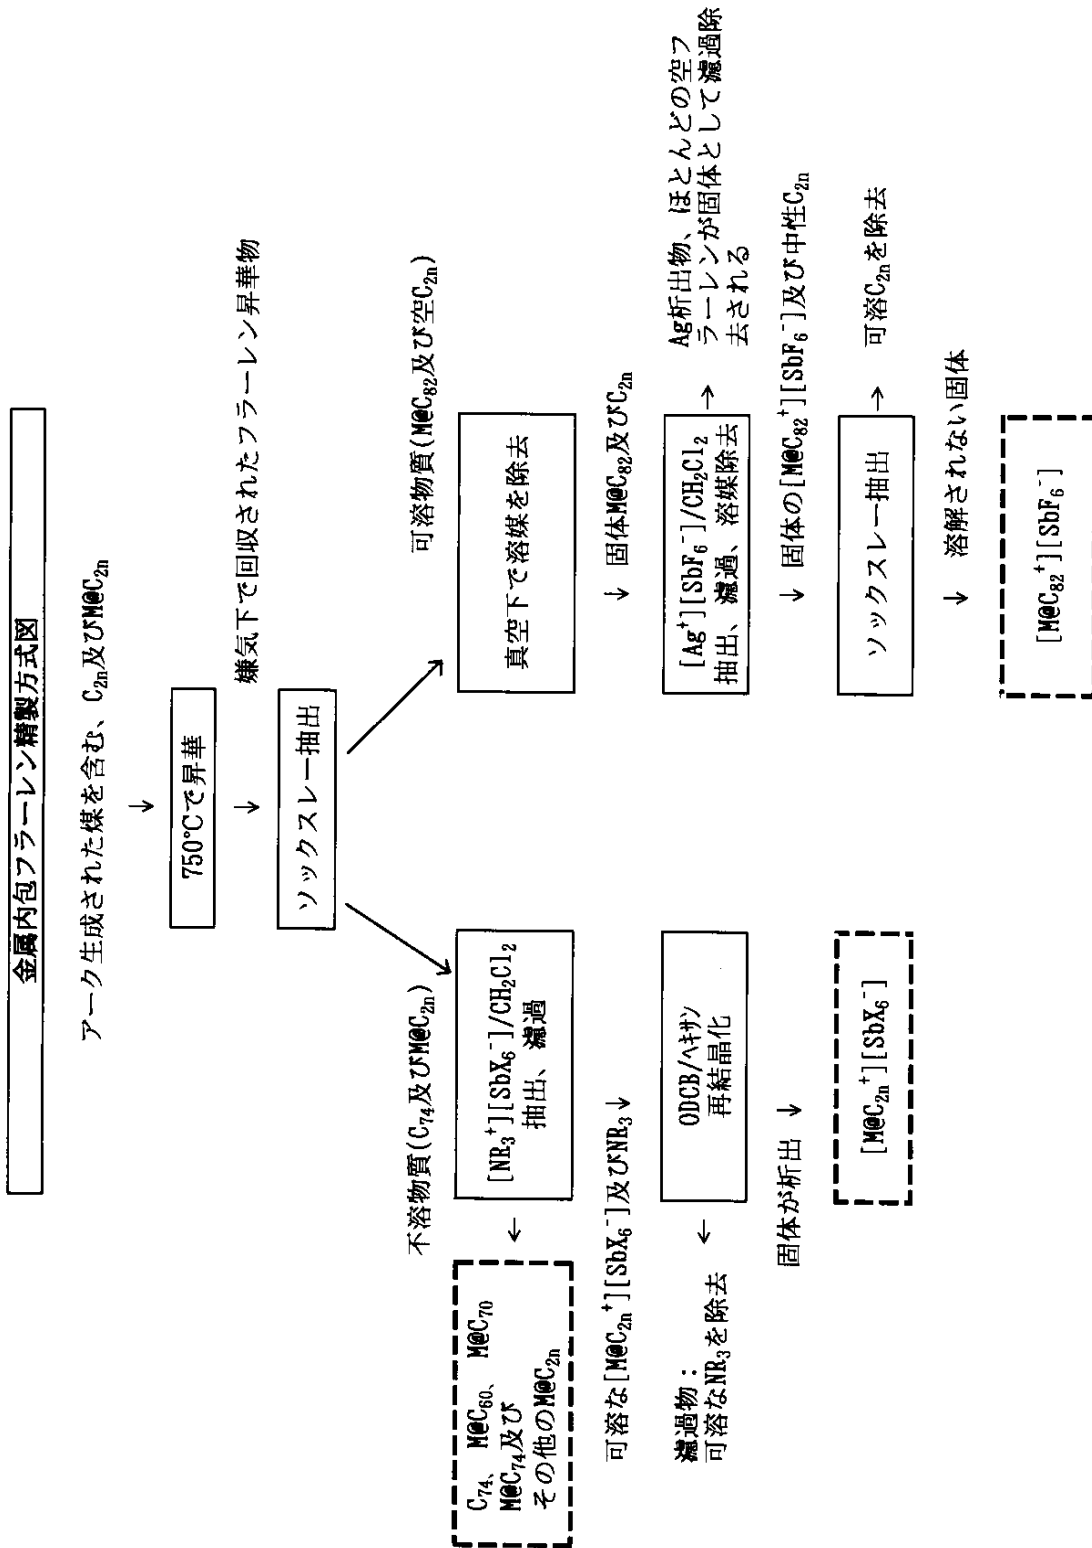 金属内包フラーレン精製方式図
アーク生成された煤を含む、C₂ₙ及びM@C₂ₙ
↓
750°Cで昇華
↓
嫌気下で回収されたフラーレン昇華物
ソックスレー抽出
不溶物質(C₇₄及びM@C₂ₙ)
[NR₃⁺][SbX₆⁻]/CH₂Cl₂
抽出、濾過
←
C₇₄、 M@C₆₀、 M@C₇₀
M@C₇₄及び
その他のM@C₂ₙ
可溶な[M@C₂ₙ⁺][SbX₆⁻]及びNR₃↓
ODCB/ヘキサン
再結晶化
←
濾過物：
可溶なNR₃を除去
固体が析出 ↓
[M@C₂ₙ⁺][SbX₆⁻]
可溶物質(M@C₈₂及び空C₂ₙ)
真空下で溶媒を除去
↓ 固体M@C₈₂及びC₂ₙ
[Ag⁺][SbF₆⁻]/CH₂Cl₂
抽出、濾過、溶媒除去
→
Ag析出物、ほとんどの空フ
ラーレンが固体として濾過除
去される
↓ 固体の[M@C₈₂⁺][SbF₆⁻]及び中性C₂ₙ
ソックスレー抽出
→ 可溶C₂ₙを除去
↓ 溶解されない固体
[M@C₈₂⁺][SbF₆⁻]